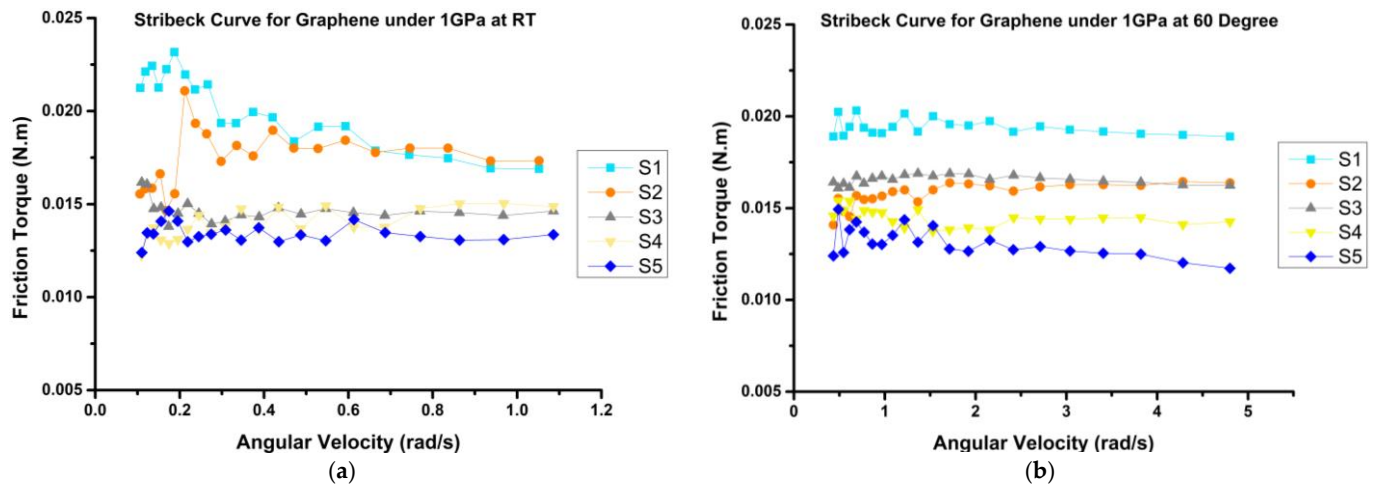 Stribeck Curve for Graphene under 1GPa at RT
0.025
0.020
0.015
0.010
0.005
Friction Torque (N.m)
S1
S2
S3
S4
S5
0.0 0.2 0.4 0.6 0.8 1.0 1.2
Angular Velocity (rad/s)
(a)
Stribeck Curve for Graphene under 1GPa at 60 Degree
0.025
0.020
0.015
0.010
0.005
Friction Torque (N.m)
S1
S2
S3
S4
S5
0 1 2 3 4 5
Angular Velocity (rad/s)
(b)